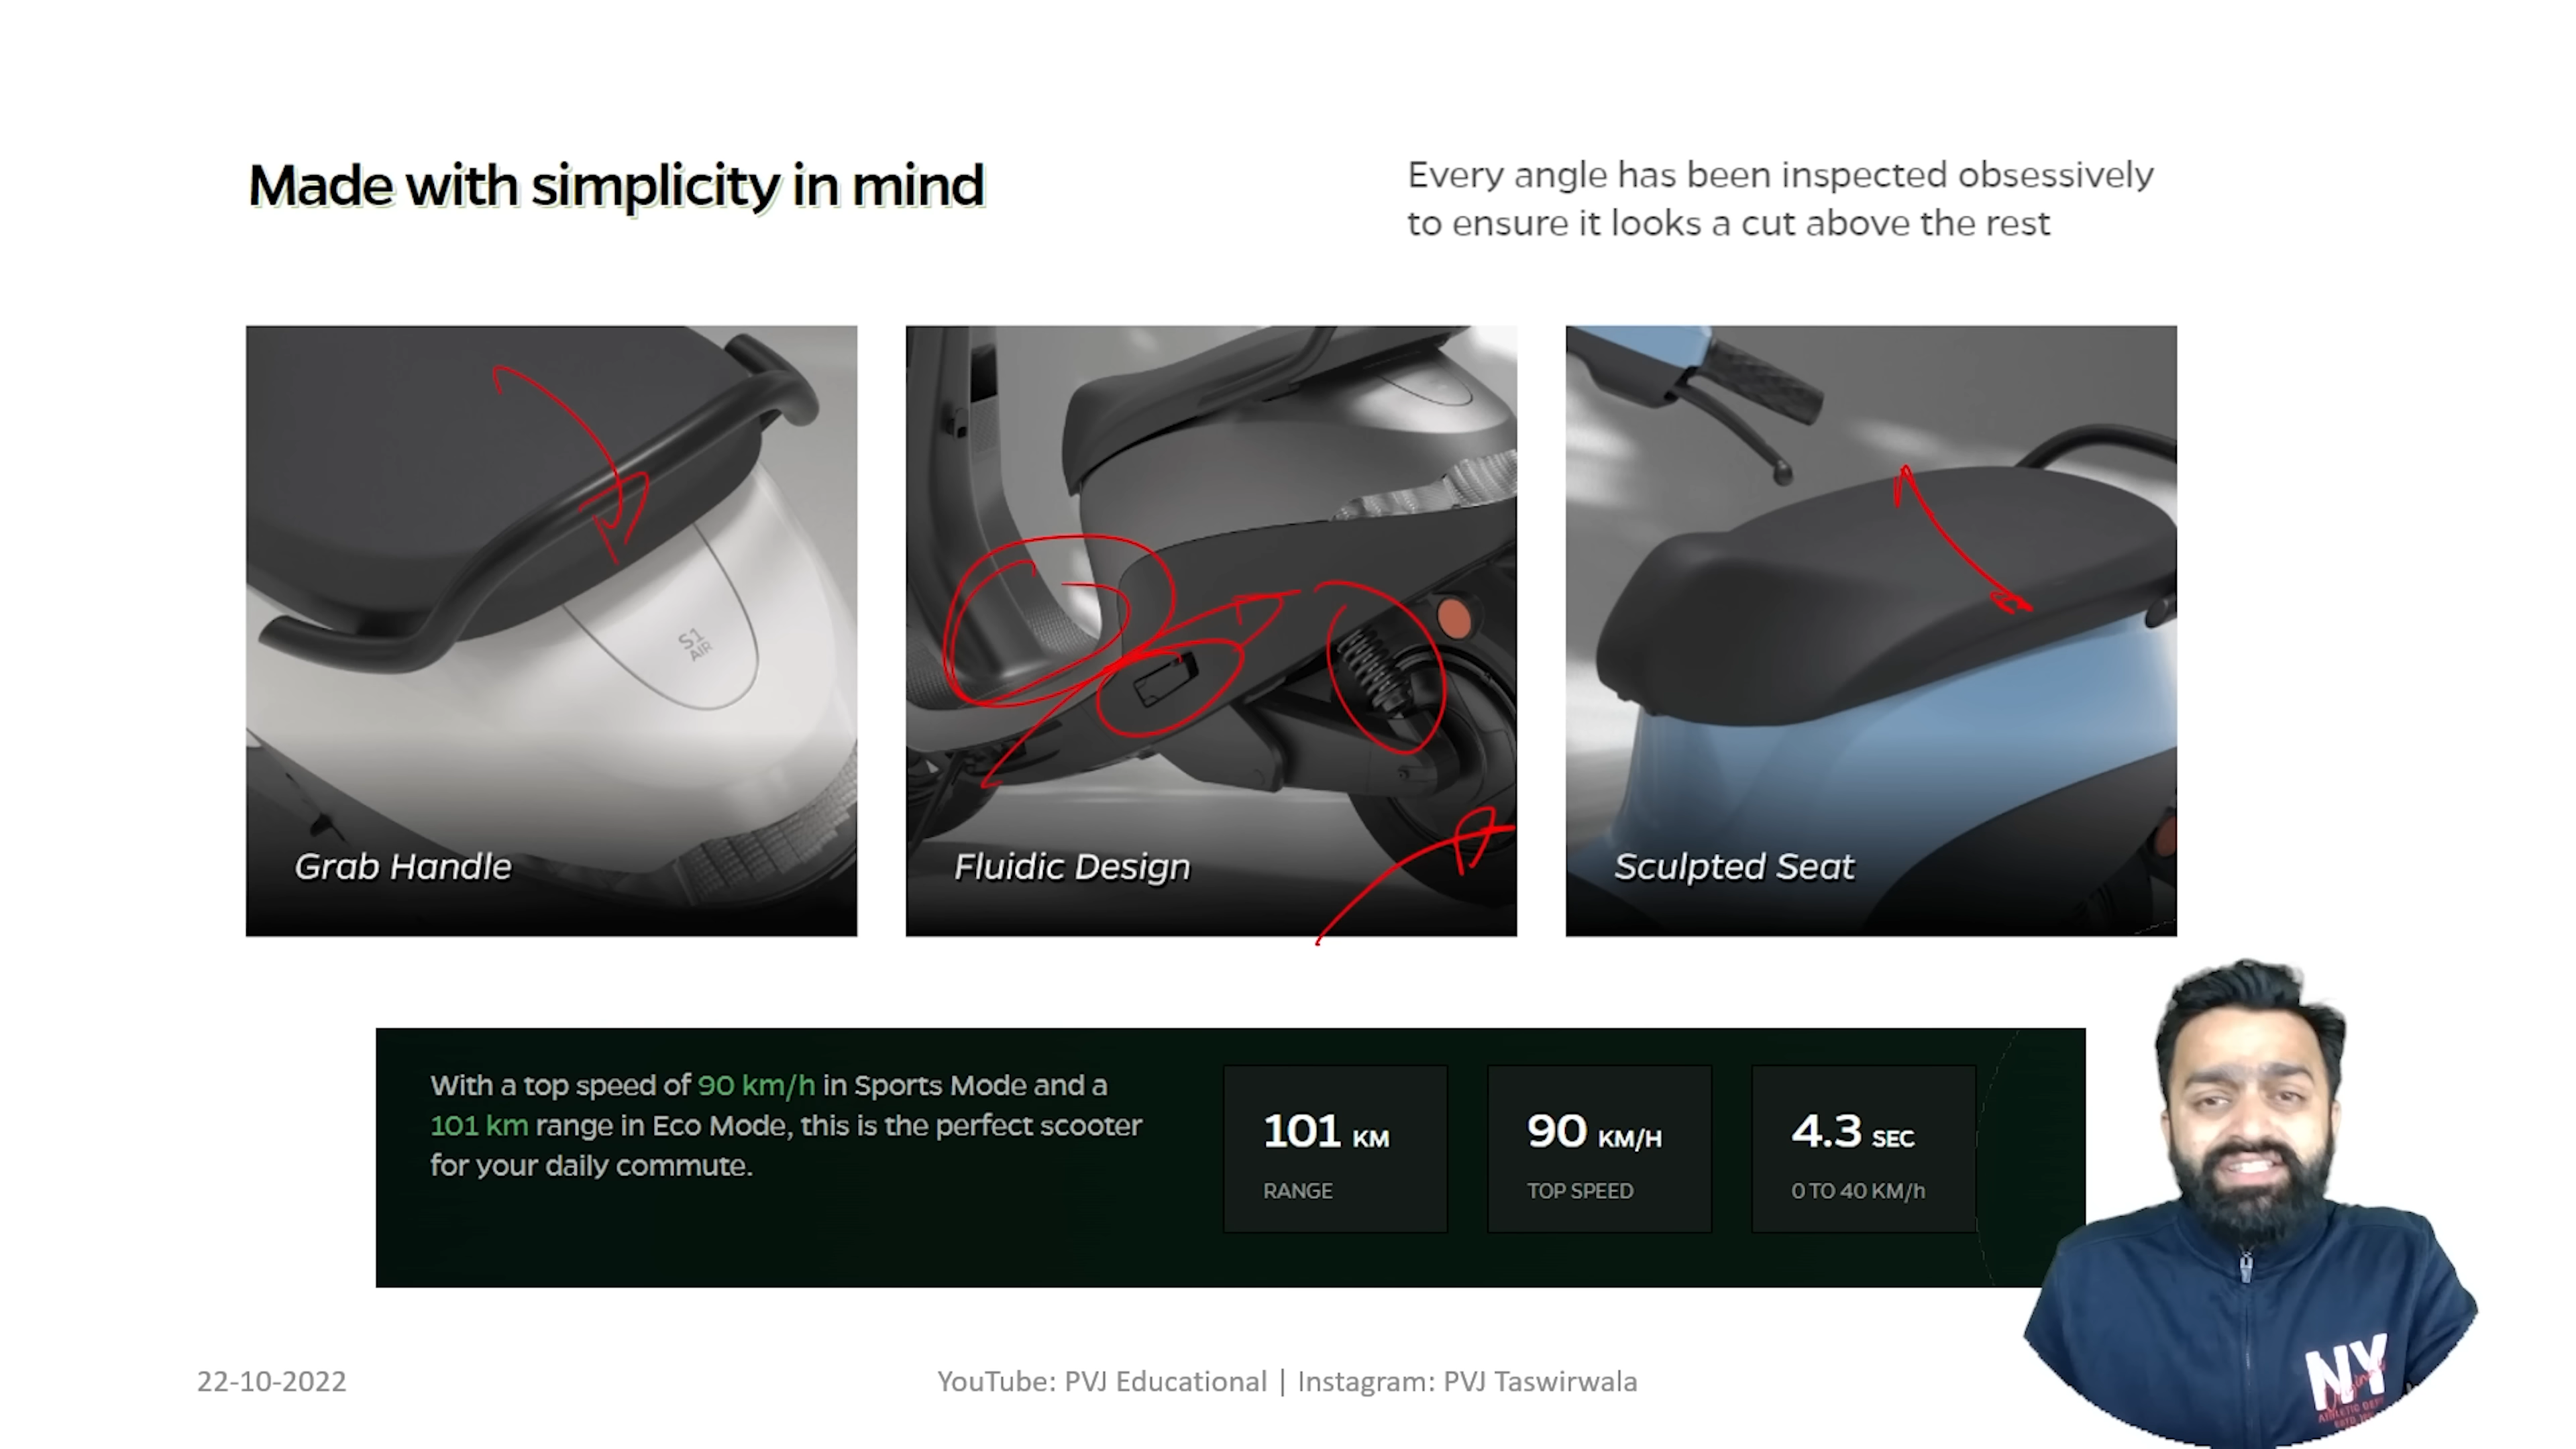 Made with simplicity in mind
Every angle has been inspected obsessively
to ensure it looks a cut above the rest
S1
AIR
Grab Handle
Fluidic Design
Sculpted Seat
With a top speed of 90 km/h in Sports Mode and a
101 km range in Eco Mode, this is the perfect scooter
for your daily commute.
101 KM
RANGE
90 KM/H
TOP SPEED
4.3 SEC
0 TO 40 KM/h
NY
22-10-2022
YouTube: PVJ Educational | Instagram: PVJ Taswirwala